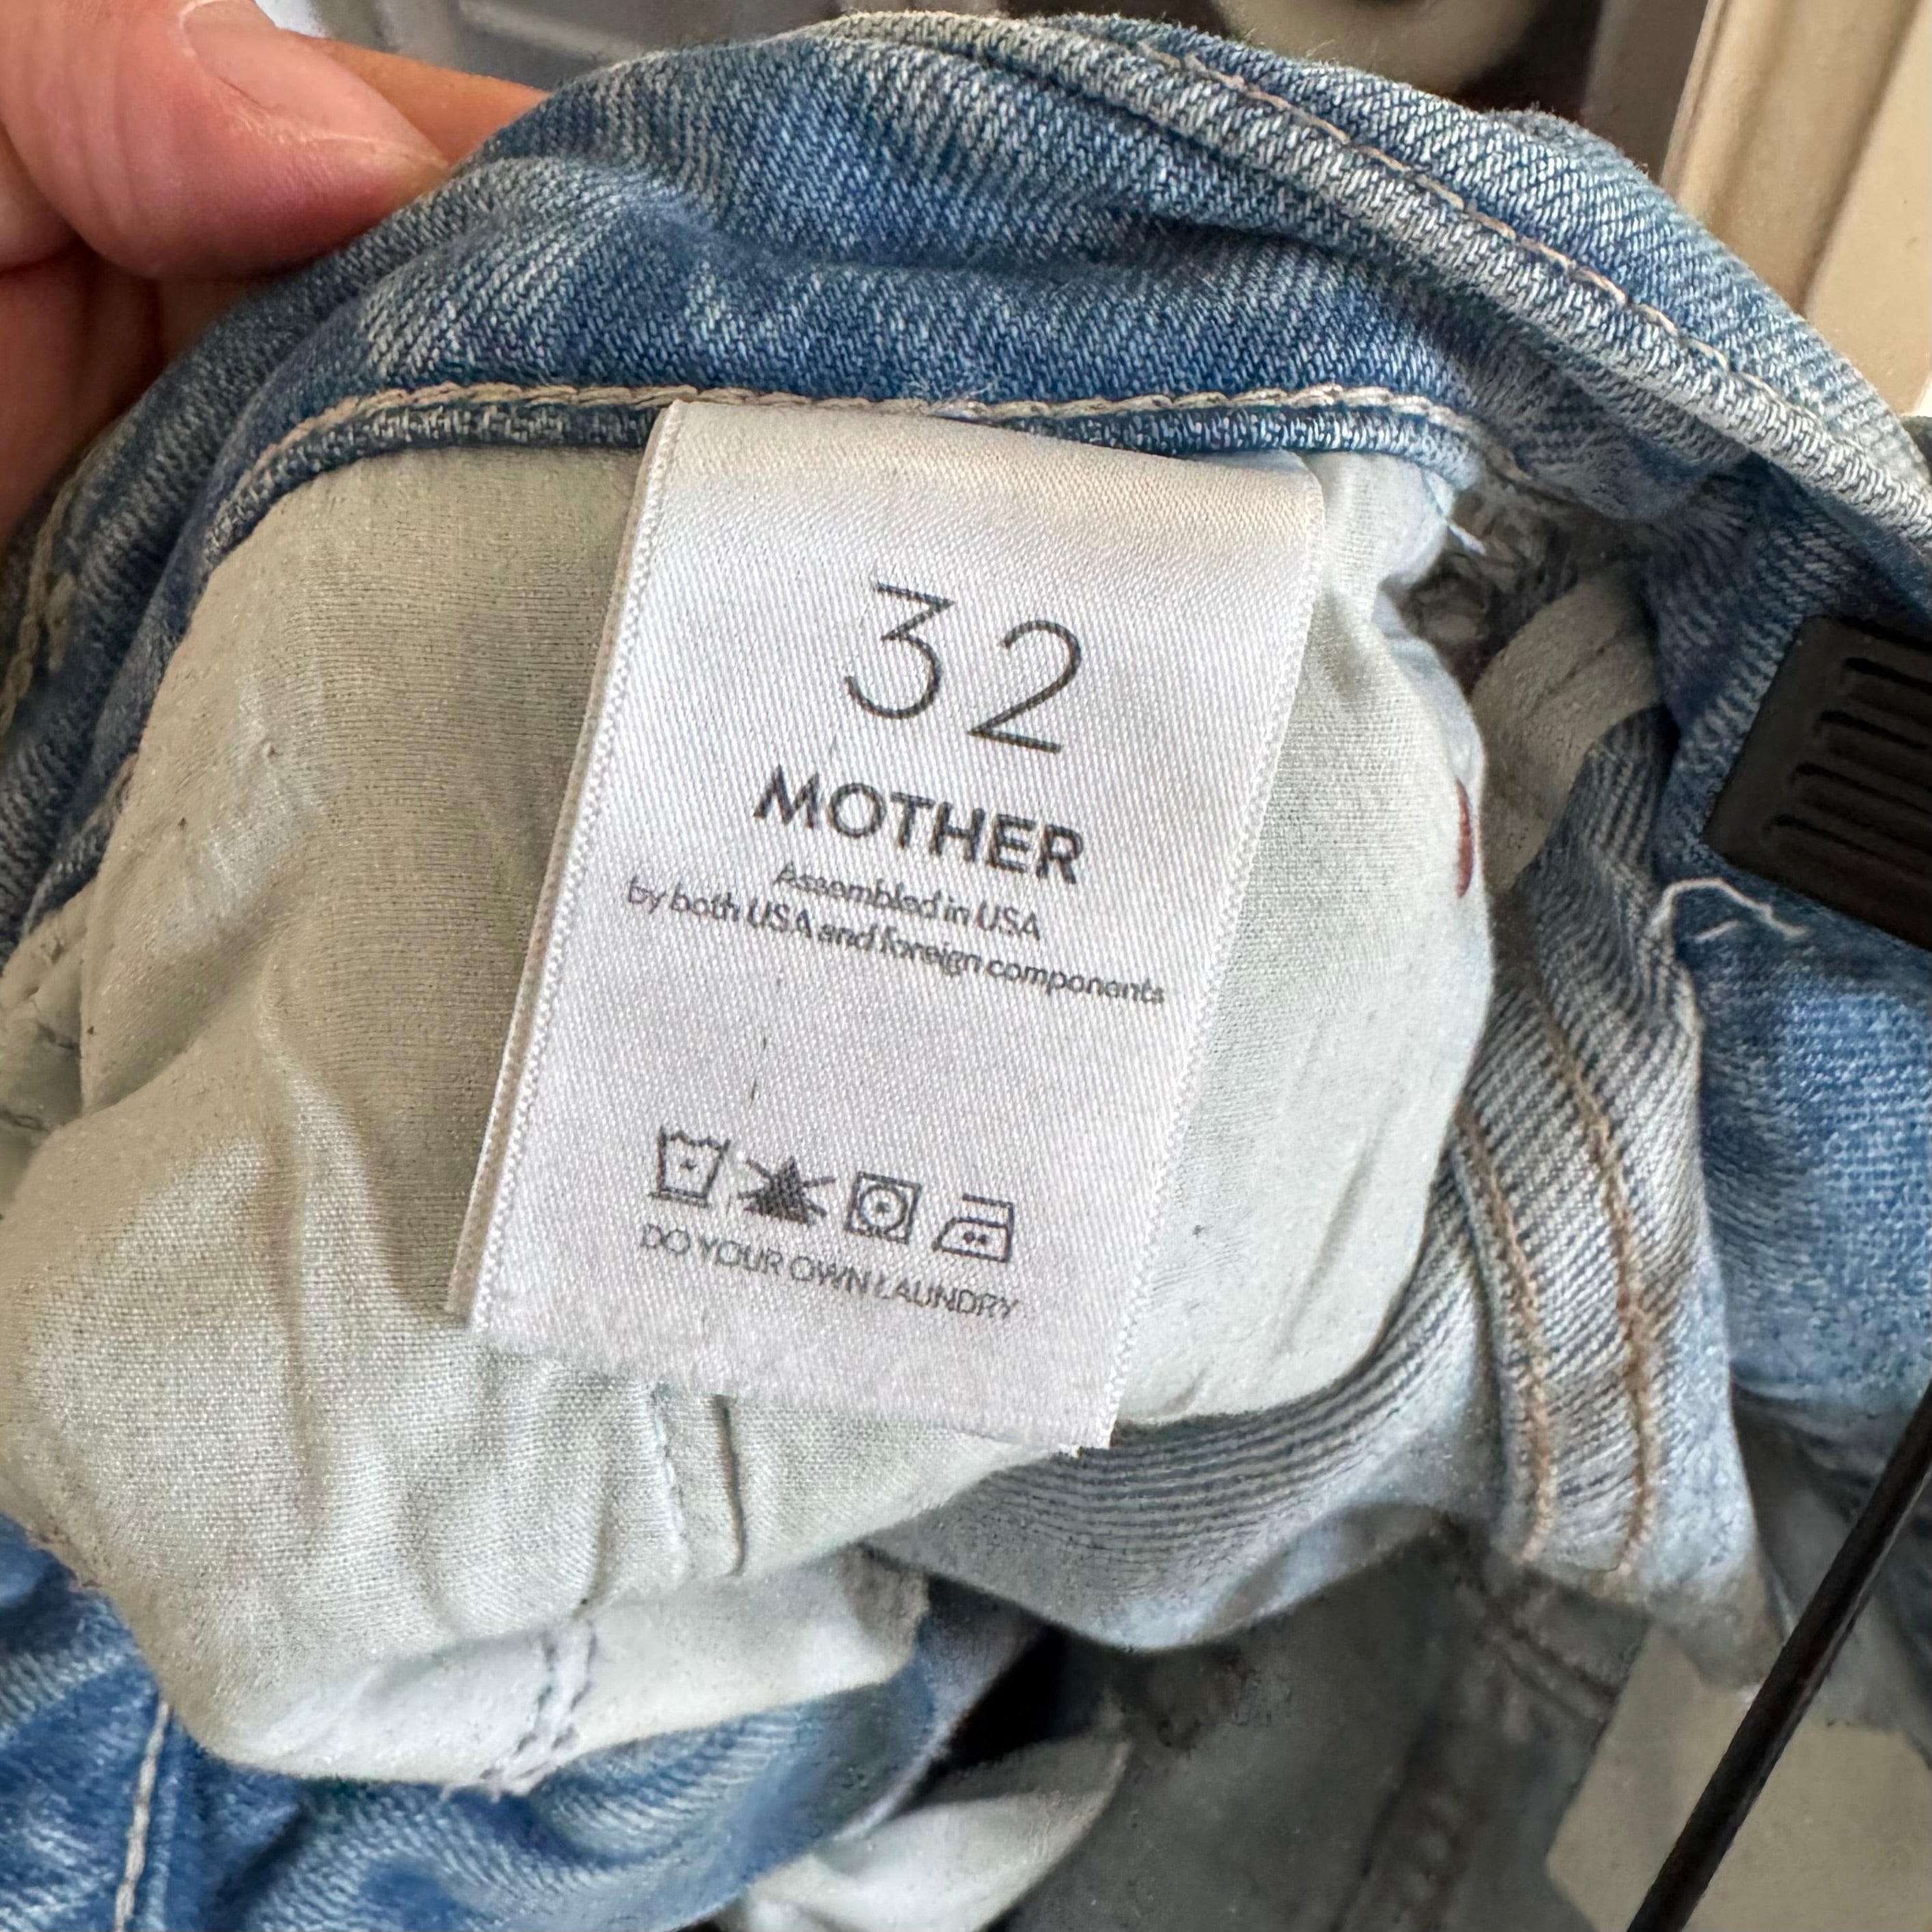 32
MOTHER
Assembled in USA
by both USA and foreign components
DO YOUR OWN LAUNDRY